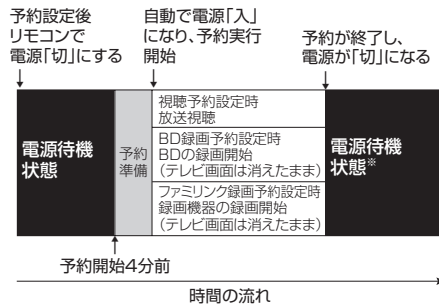 予約設定後
リモコンで
電源「切」にする
自動で電源「入」
になり、予約実行
開始
予約が終了し、
電源が「切」になる
電源待機
状態
予約
準備
視聴予約設定時
放送視聴
BD録画予約設定時
BDの録画開始
(テレビ画面は消えたまま)
ファミリンク録画予約設定時
録画機器の録画開始
(テレビ画面は消えたまま)
電源待機
状態※
予約開始4分前
時間の流れ